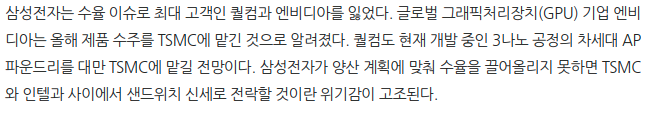 삼성전자는 수율 이슈로 최대 고객인 퀄컴과 엔비디아를 잃었다. 글로벌 그래픽처리장치(GPU) 기업 엔비
디아는 올해 제품 수주를 TSMC에 맡긴 것으로 알려졌다. 퀄컴도 현재 개발 중인 3나노 공정의 차세대 AP
파운드리를 대만 TSMC에 맡길 전망이다. 삼성전자가 양산 계획에 맞춰 수율을 끌어올리지 못하면 TSMC
와 인텔과 사이에서 샌드위치 신세로 전락할 것이란 위기감이 고조된다.